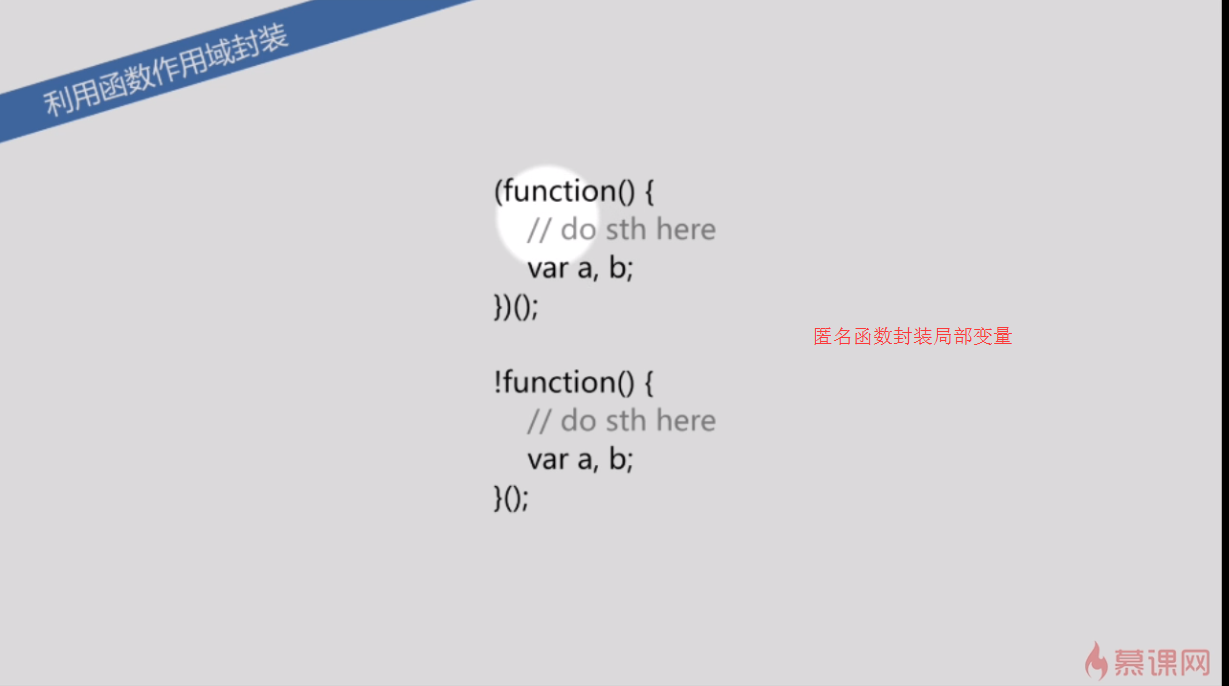 利用函数作用域封装
(function() {
// do sth here
var a, b;
})();
匿名函数封装局部变量
!function() {
// do sth here
var a, b;
}();
慕课网